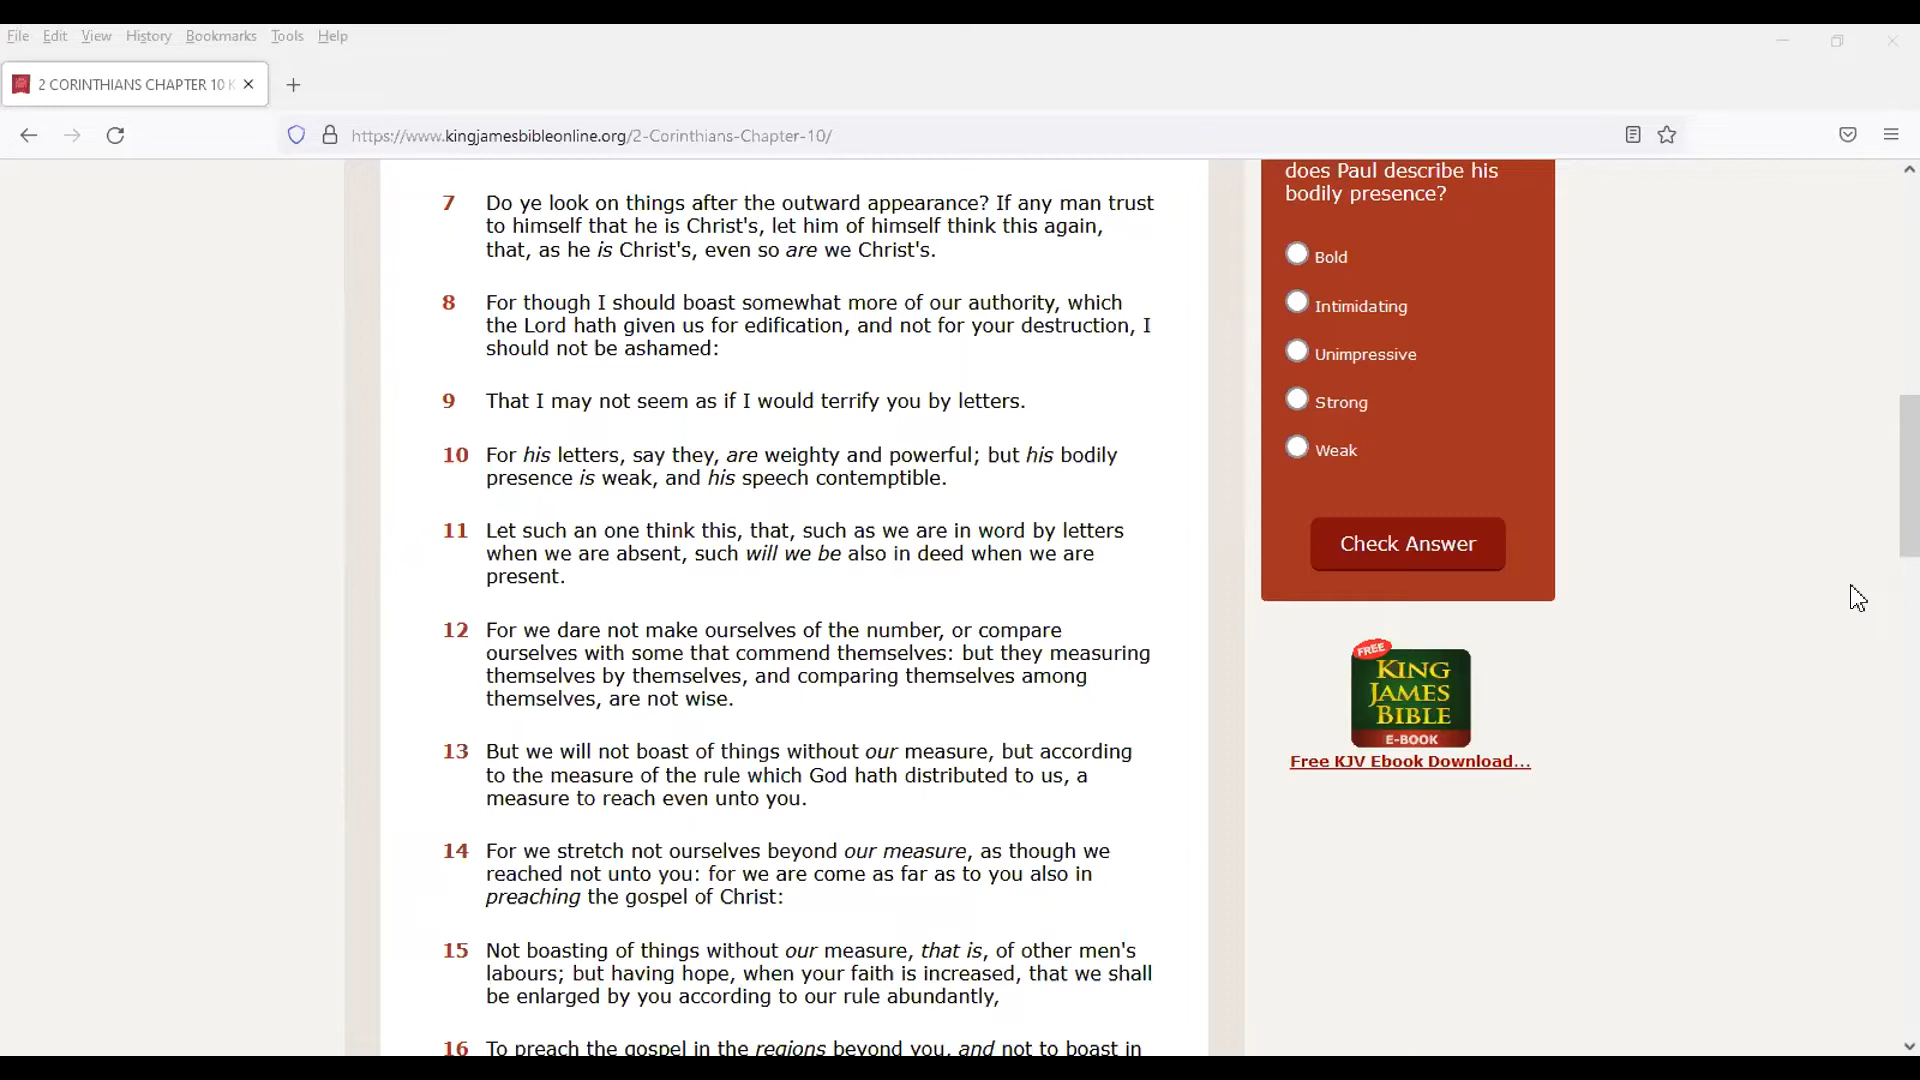 File Edit View History Bookmarks Tools Help
2 CORINTHIANS CHAPTER 10 K
https://www.kingjamesbibleonline.org/2-Corinthians-Chapter-10/
7 Do ye look on things after the outward appearance? If any man trust
to himself that he is Christ's, let him of himself think this again,
that, as he is Christ's, even so are we Christ's.
8 For though I should boast somewhat more of our authority, which
the Lord hath given us for edification, and not for your destruction, I
should not be ashamed:
9 That I may not seem as if I would terrify you by letters.
10 For his letters, say they, are weighty and powerful; but his bodily
presence is weak, and his speech contemptible.
11 Let such an one think this, that, such as we are in word by letters
when we are absent, such will we be also in deed when we are
present.
12 For we dare not make ourselves of the number, or compare
ourselves with some that commend themselves: but they measuring
themselves by themselves, and comparing themselves among
themselves, are not wise.
13 But we will not boast of things without our measure, but according
to the measure of the rule which God hath distributed to us, a
measure to reach even unto you.
14 For we stretch not ourselves beyond our measure, as though we
reached not unto you: for we are come as far as to you also in
preaching the gospel of Christ:
15 Not boasting of things without our measure, that is, of other men's
labours; but having hope, when your faith is increased, that we shall
be enlarged by you according to our rule abundantly,
16 To preach the gospel in the regions beyond you, and not to boast in
does Paul describe his
bodily presence?
Bold
Intimidating
Unimpressive
Strong
Weak
Check Answer
FREE
KING
JAMES
BIBLE
E-BOOK
Free KJV Ebook Download...